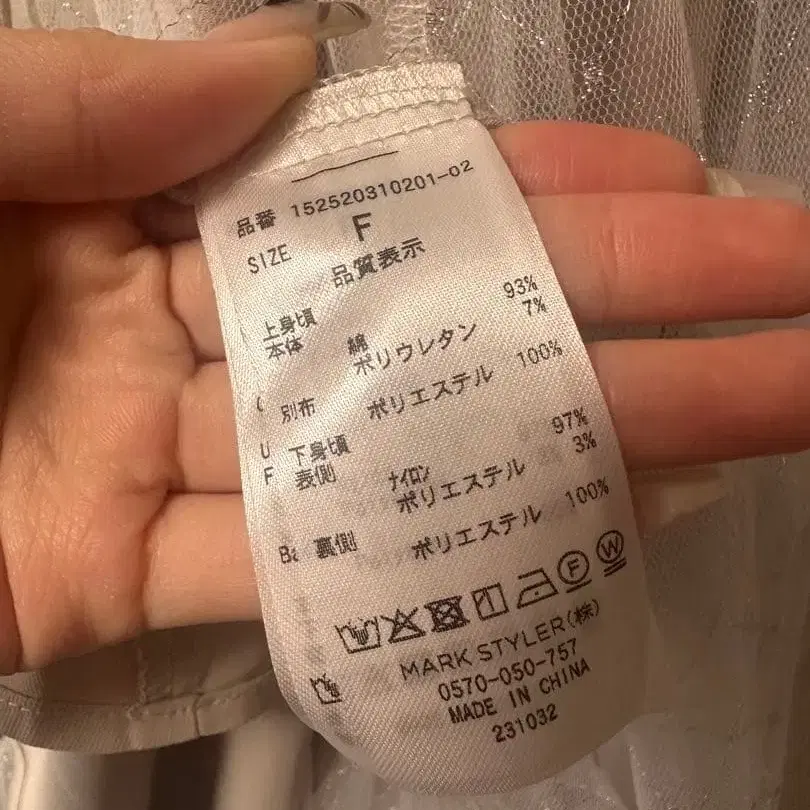 品番 152520310201-02
SIZE F
品質表示
上身頃
本体 綿 93%
ポリウレタン 7%
別布 ポリエステル 100%
下身頃
表側 ナイロン 97%
ポリエステル 3%
裏側 ポリエステル 100%
F W
MARK STYLER(株)
0570-050-757
MADE IN CHINA
231032